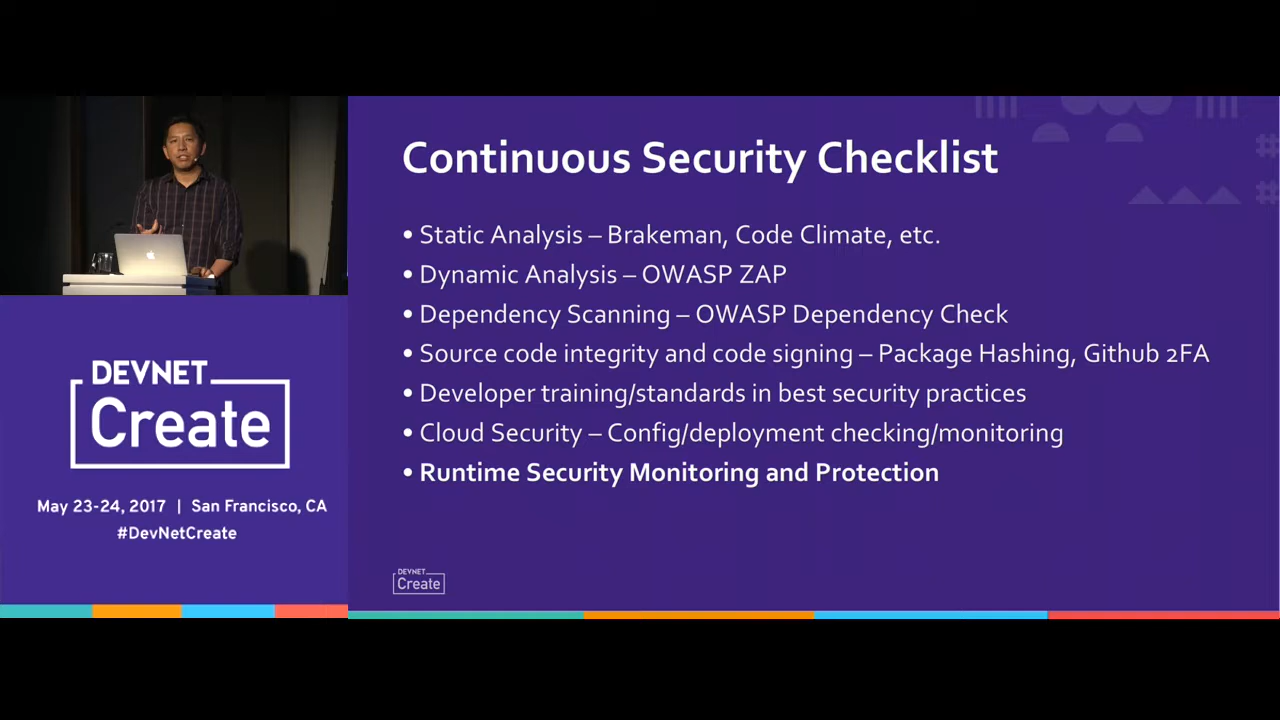 Continuous Security Checklist
• Static Analysis – Brakeman, Code Climate, etc.
• Dynamic Analysis – OWASP ZAP
• Dependency Scanning – OWASP Dependency Check
• Source code integrity and code signing – Package Hashing, Github 2FA
• Developer training/standards in best security practices
• Cloud Security – Config/deployment checking/monitoring
• Runtime Security Monitoring and Protection
DEVNET
Create
DEVNET
Create
May 23-24, 2017 | San Francisco, CA
#DevNetCreate